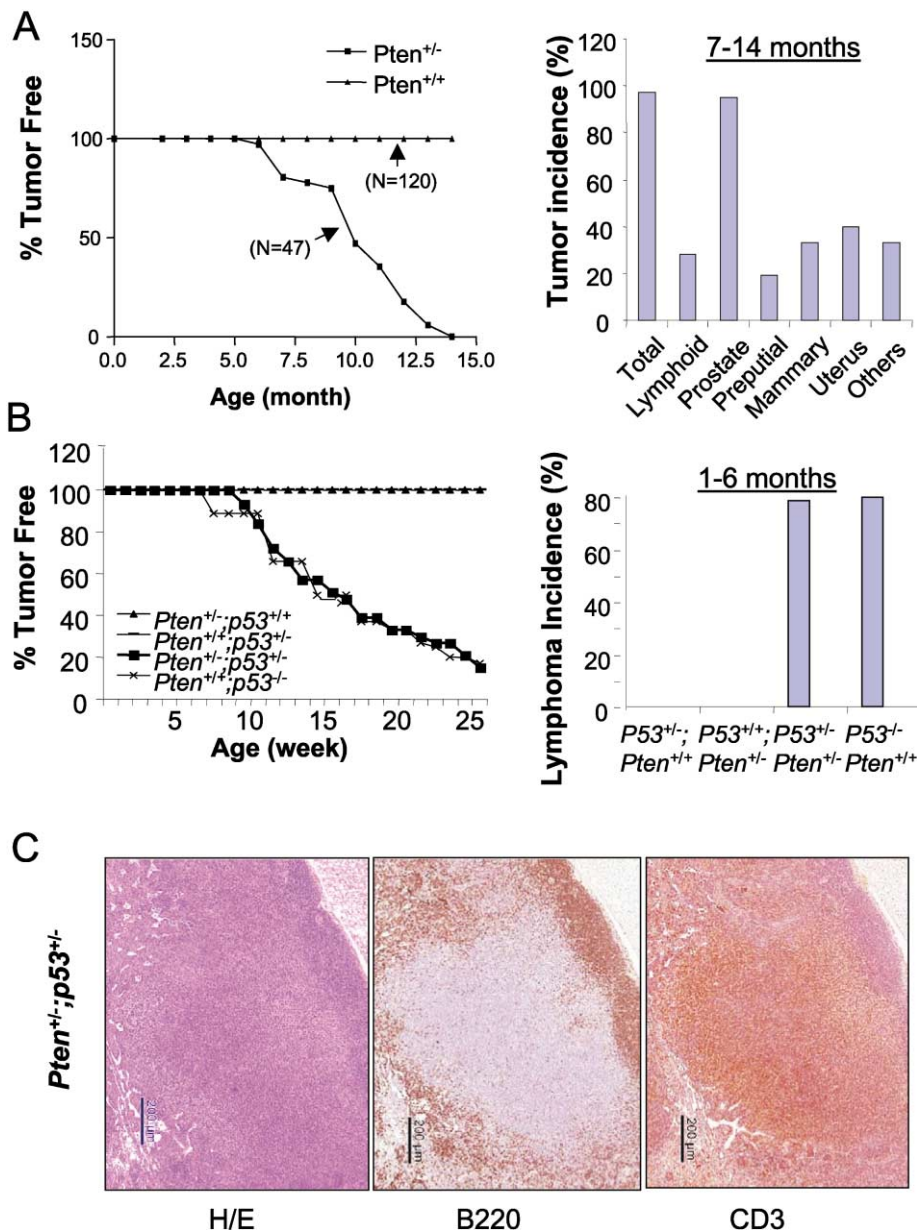 A
% Tumor Free
150
100
50
0
Pten+/-
Pten+/+
(N=120)
(N=47)
0.0 2.5 5.0 7.5 10.0 12.5 15.0
Age (month)
Tumor incidence (%)
120
100
80
60
40
20
0
7-14 months
Total
Lymphoid
Prostate
Preputial
Mammary
Uterus
Others
B
% Tumor Free
120
100
80
60
40
20
0
Pten+/-;p53+/+
Pten+/+;p53+/-
Pten+/-;p53+/-
Pten+/+;p53-/-
5 10 15 20 25
Age (week)
Lymphoma Incidence (%)
80
60
40
20
0
1-6 months
P53+/-; P53+/+; P53+/- P53-/-
Pten+/+ Pten+/- Pten+/- Pten+/+
C
Pten+/-;p53+/-
200 µm
200 µm
200 µm
H/E
B220
CD3